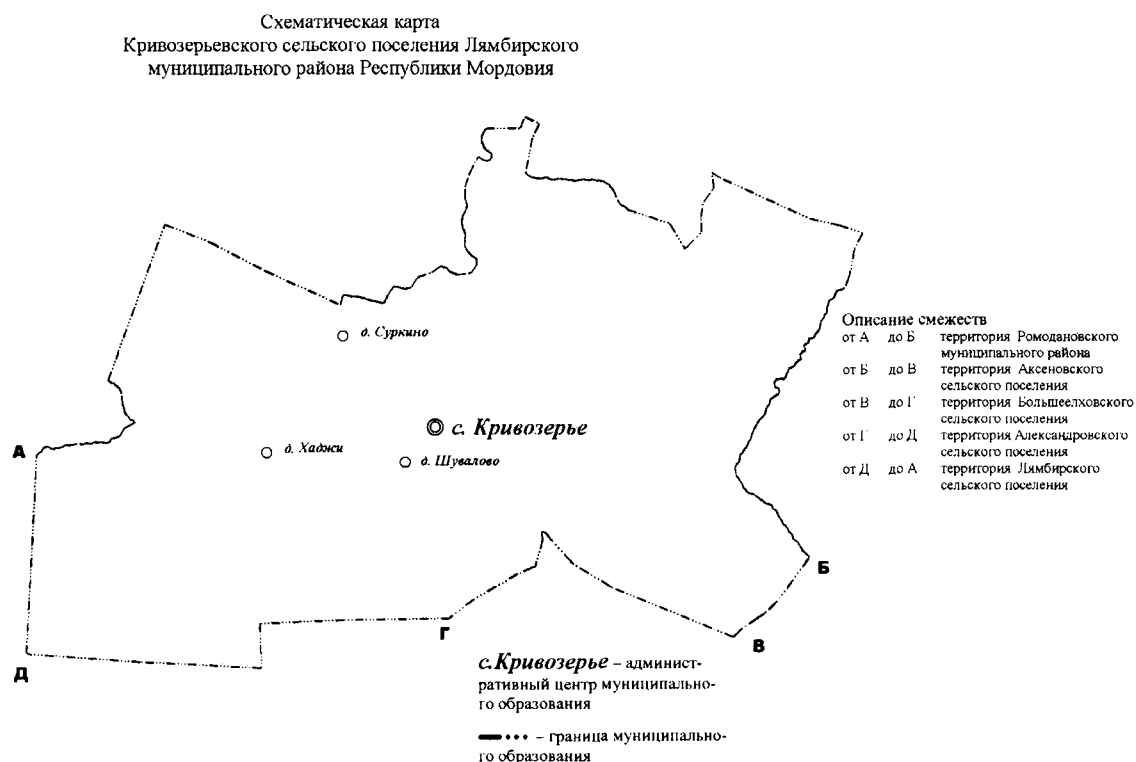 Схематическая карта
Кривозерьевского сельского поселения Лямбирского
муниципального района Республики Мордовия
д. Суркино
Описание смежеств
от А до Б территория Ромодановского
муниципального района
от Б до В территория Аксеновского
сельского поселения
от В до Г территория Большеелховского
сельского поселения
от Г до Д территория Александровского
сельского поселения
от Д до А территория Лямбирского
сельского поселения
А
д. Хаджи
с. Кривозерье
д. Шувалово
Б
Г
В
Д
с.Кривозерье – админист-
ративный центр муниципально-
го образования
– граница муниципально-
го образования